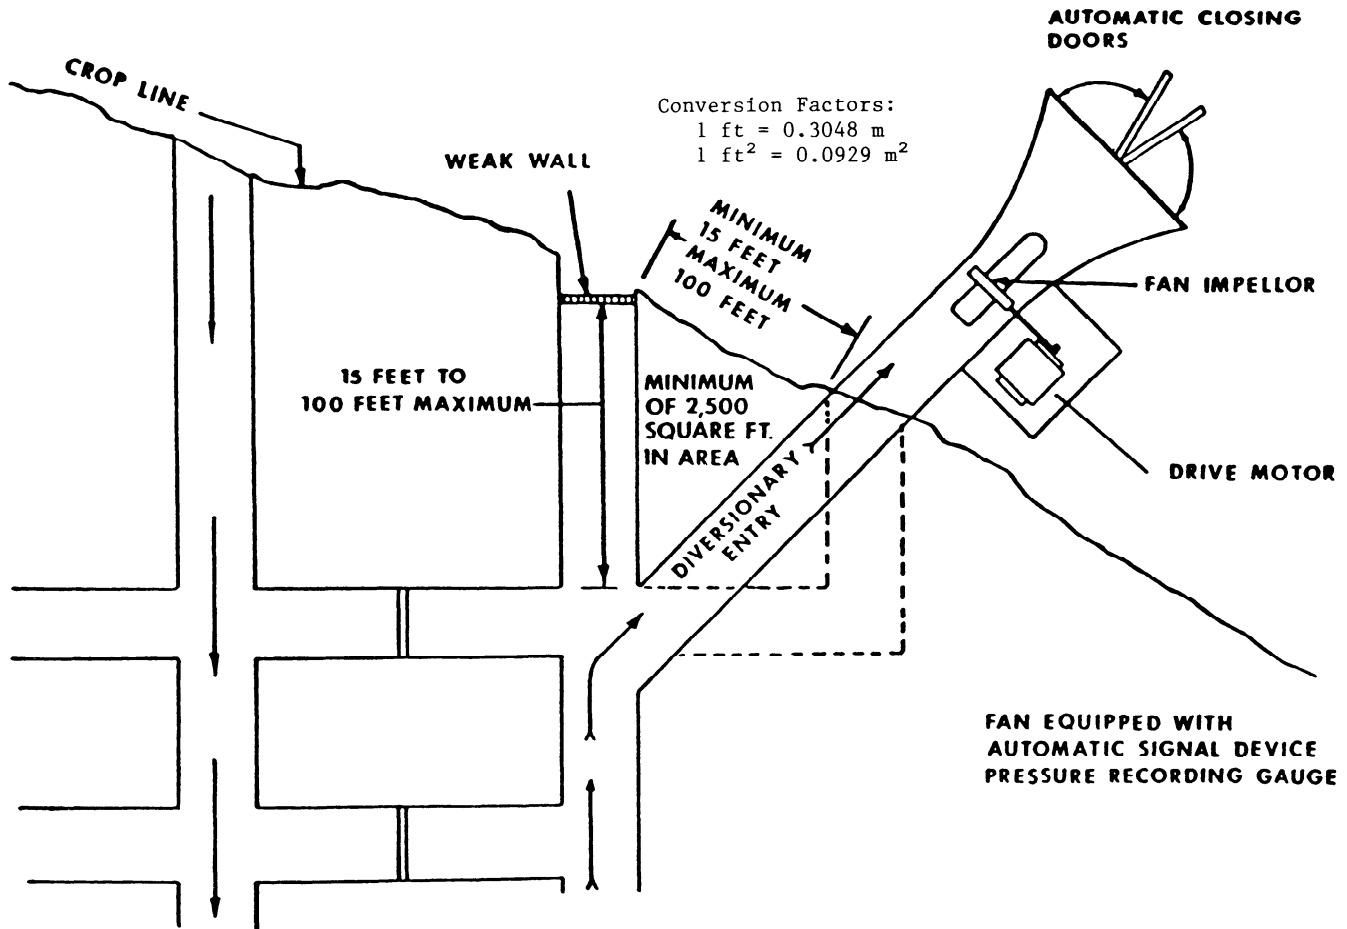 AUTOMATIC CLOSING
DOORS
CROP LINE
Conversion Factors:
1 ft = 0.3048 m
1 ft² = 0.0929 m²
WEAK WALL
MINIMUM
15 FEET
MAXIMUM
100 FEET
FAN IMPELLOR
15 FEET TO
100 FEET MAXIMUM
MINIMUM
OF 2,500
SQUARE FT.
IN AREA
DIVERSIONARY
ENTRY
DRIVE MOTOR
FAN EQUIPPED WITH
AUTOMATIC SIGNAL DEVICE
PRESSURE RECORDING GAUGE